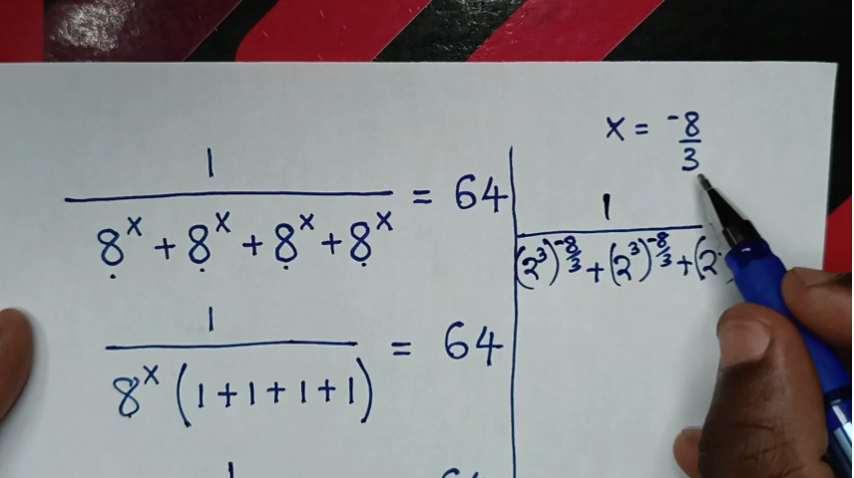 1
8^x + 8^x + 8^x + 8^x = 64
1
8^x (1+1+1+1) = 64
1
x = -8/3
1
(2^3)^-8/3 + (2^3)^-8/3 + (2